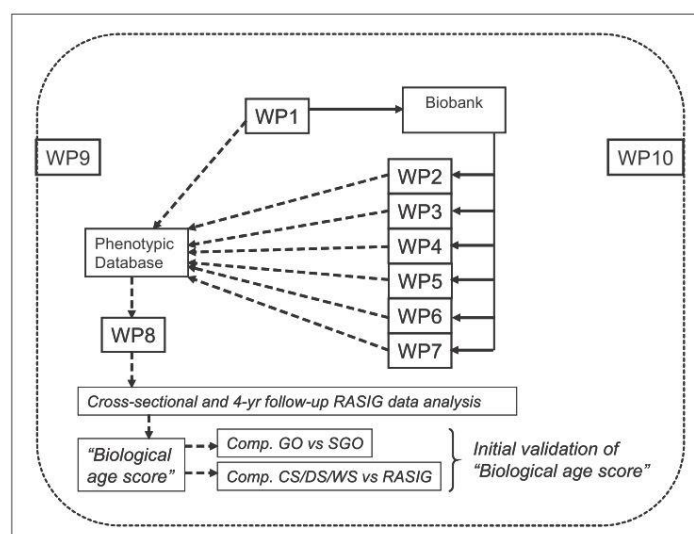 WP1
Biobank
WP9
WP10
WP2
WP3
WP4
WP5
WP6
WP7
Phenotypic
Database
WP8
Cross-sectional and 4-yr follow-up RASIG data analysis
"Biological
age score"
Comp. GO vs SGO
Comp. CS/DS/WS vs RASIG
Initial validation of
"Biological age score"